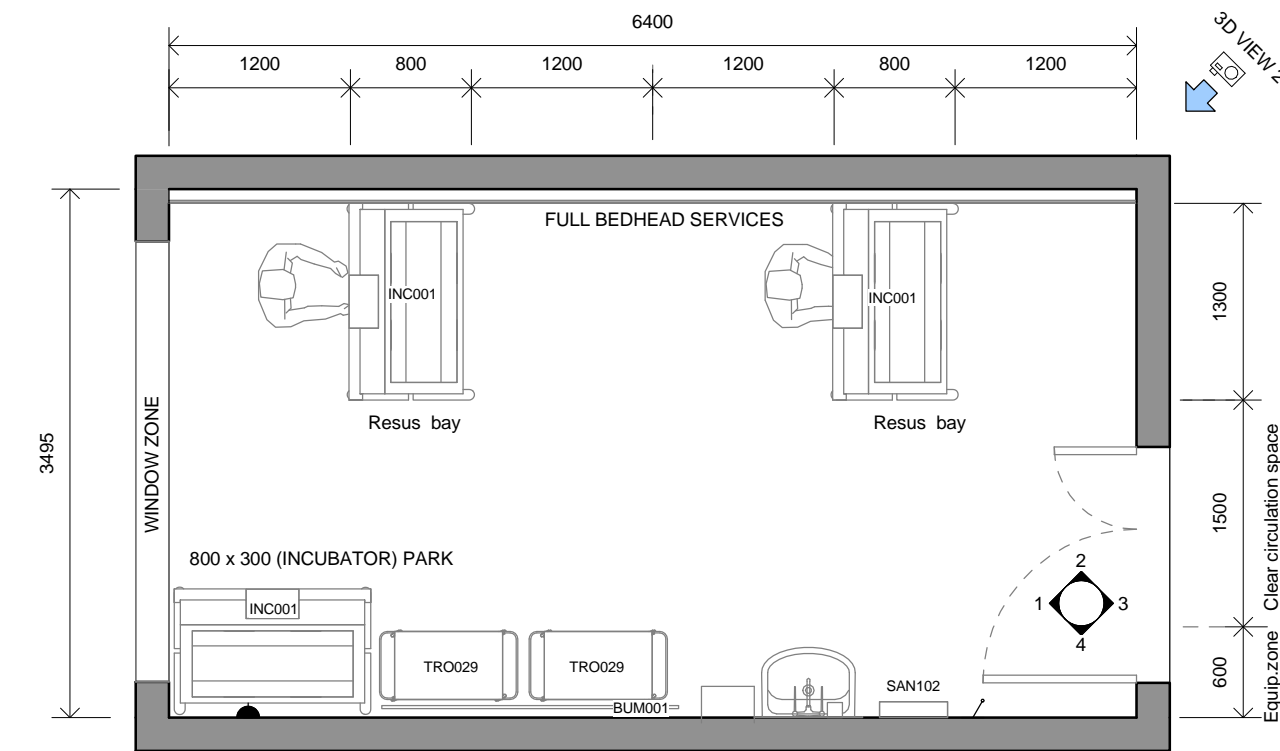 6400
3D VIEW 2
1200 800 1200 1200 800 1200
FULL BEDHEAD SERVICES
INC001 INC001
1300
Resus bay Resus bay
3495
WINDOW ZONE
1500
Clear circulation space
800 x 300 (INCUBATOR) PARK
2
1 3
4
INC001
TRO029 TRO029
SAN102
BUM001
600
Equip.zone